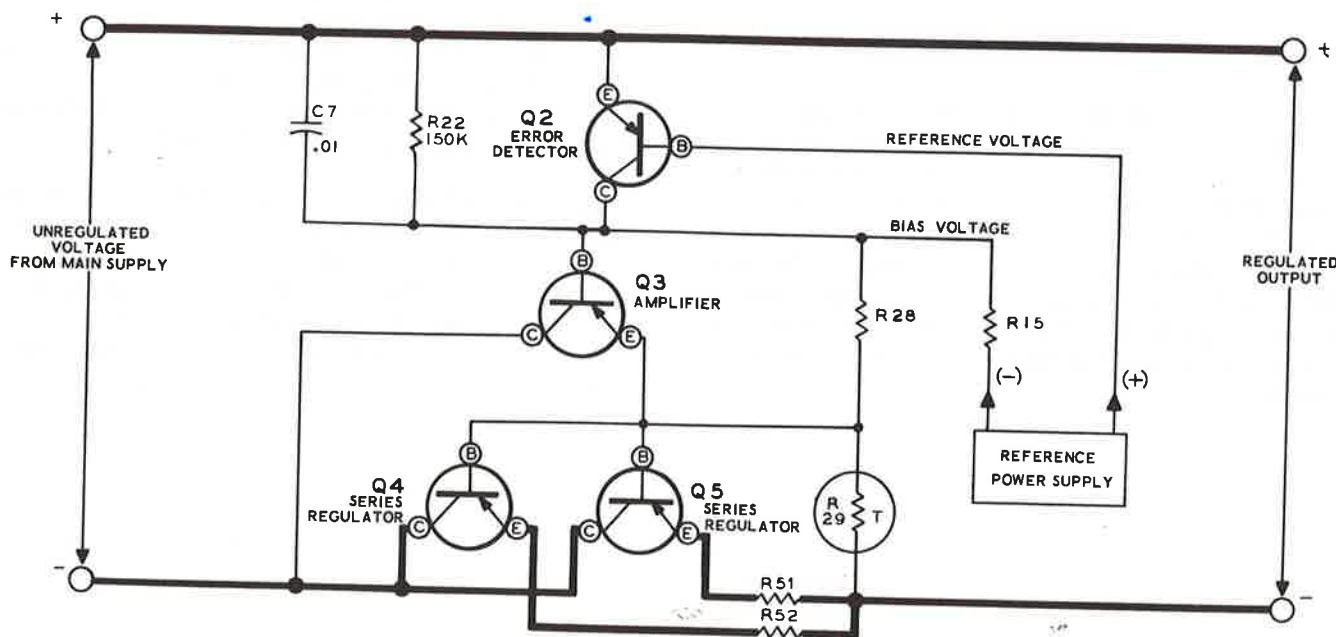 +
+
C7
.01
R22
150K
E
Q2
ERROR
DETECTOR
B
REFERENCE VOLTAGE
C
UNREGULATED
VOLTAGE
FROM MAIN SUPPLY
BIAS VOLTAGE
REGULATED
OUTPUT
B
Q3
AMPLIFIER
C
E
R28
R15
(-)
(+)
REFERENCE
POWER SUPPLY
B
B
Q4
SERIES
REGULATOR
C
E
Q5
SERIES
REGULATOR
C
E
R
29
T
-
R51
R52
-